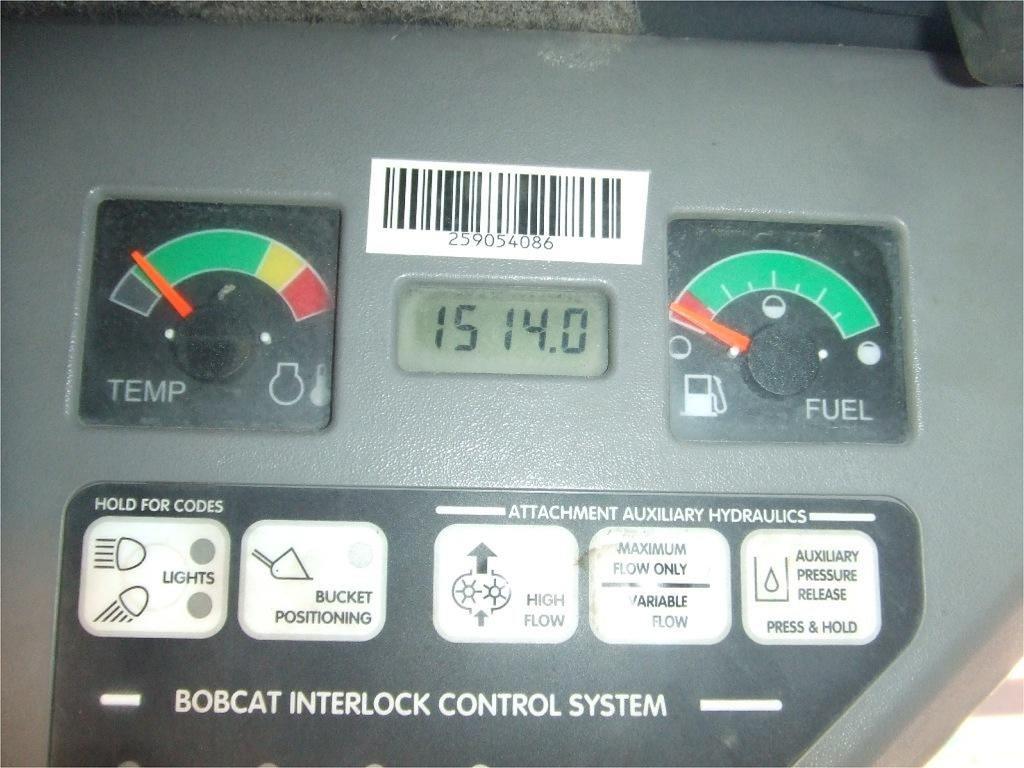 259054086
1514.0
TEMP
FUEL
HOLD FOR CODES
LIGHTS
BUCKET
POSITIONING
ATTACHMENT AUXILIARY HYDRAULICS
HIGH
FLOW
MAXIMUM
FLOW ONLY
VARIABLE
FLOW
AUXILIARY
PRESSURE
RELEASE
PRESS & HOLD
BOBCAT INTERLOCK CONTROL SYSTEM